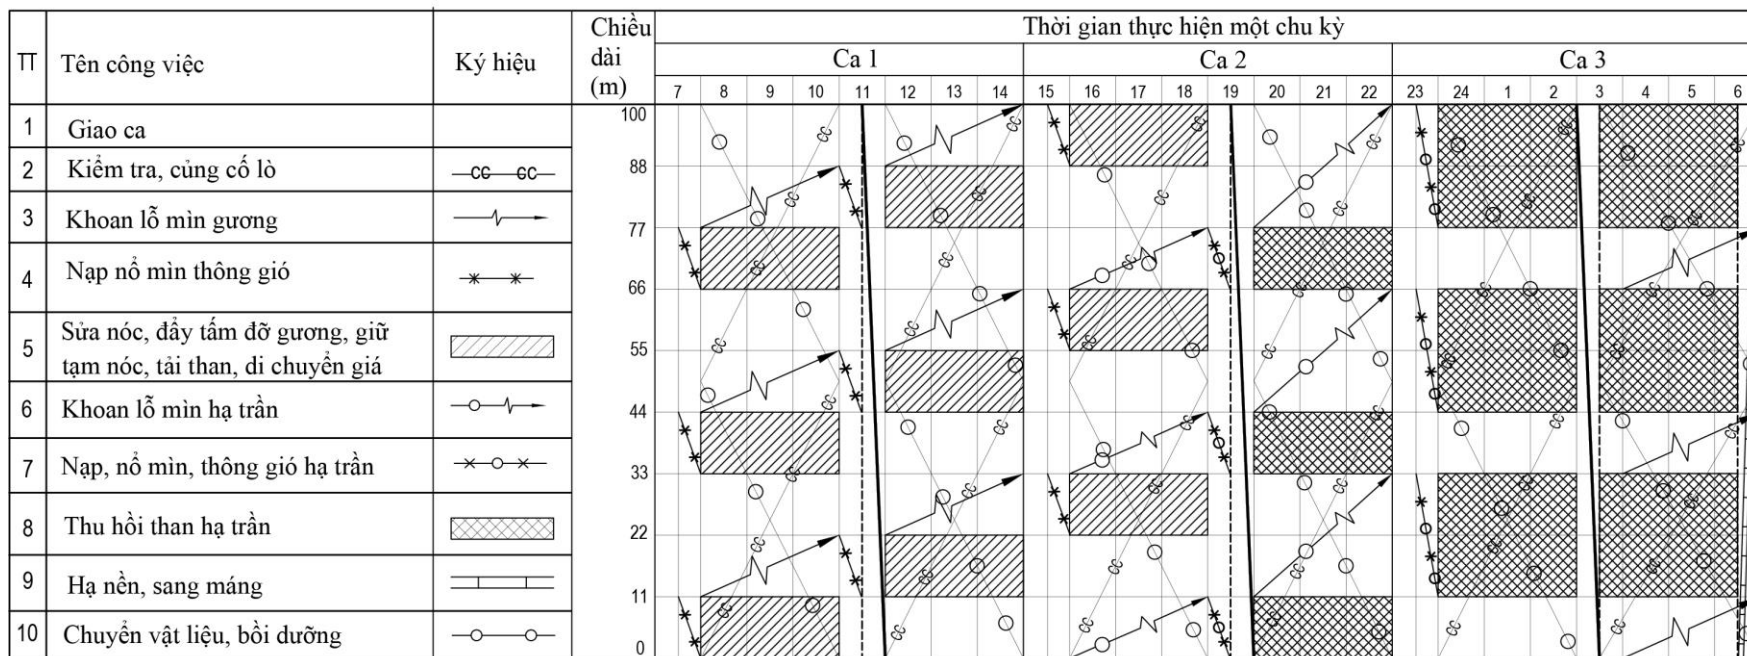 TT
Tên công việc
Ký hiệu
Chiều
dài
(m)
Thời gian thực hiện một chu kỳ
Ca 1
Ca 2
Ca 3
7 8 9 10 11 12 13 14 15 16 17 18 19 20 21 22 23 24 1 2 3 4 5 6
1 Giao ca
2 Kiểm tra, củng cố lò
3 Khoan lỗ mìn gương
4 Nạp nổ mìn thông gió
5 Sửa nóc, đẩy tấm đỡ gương, giữ
tạm nóc, tải than, di chuyển giá
6 Khoan lỗ mìn hạ trần
7 Nạp, nổ mìn, thông gió hạ trần
8 Thu hồi than hạ trần
9 Hạ nền, sang máng
10 Chuyển vật liệu, bồi dưỡng
100
88
77
66
55
44
33
22
11
0